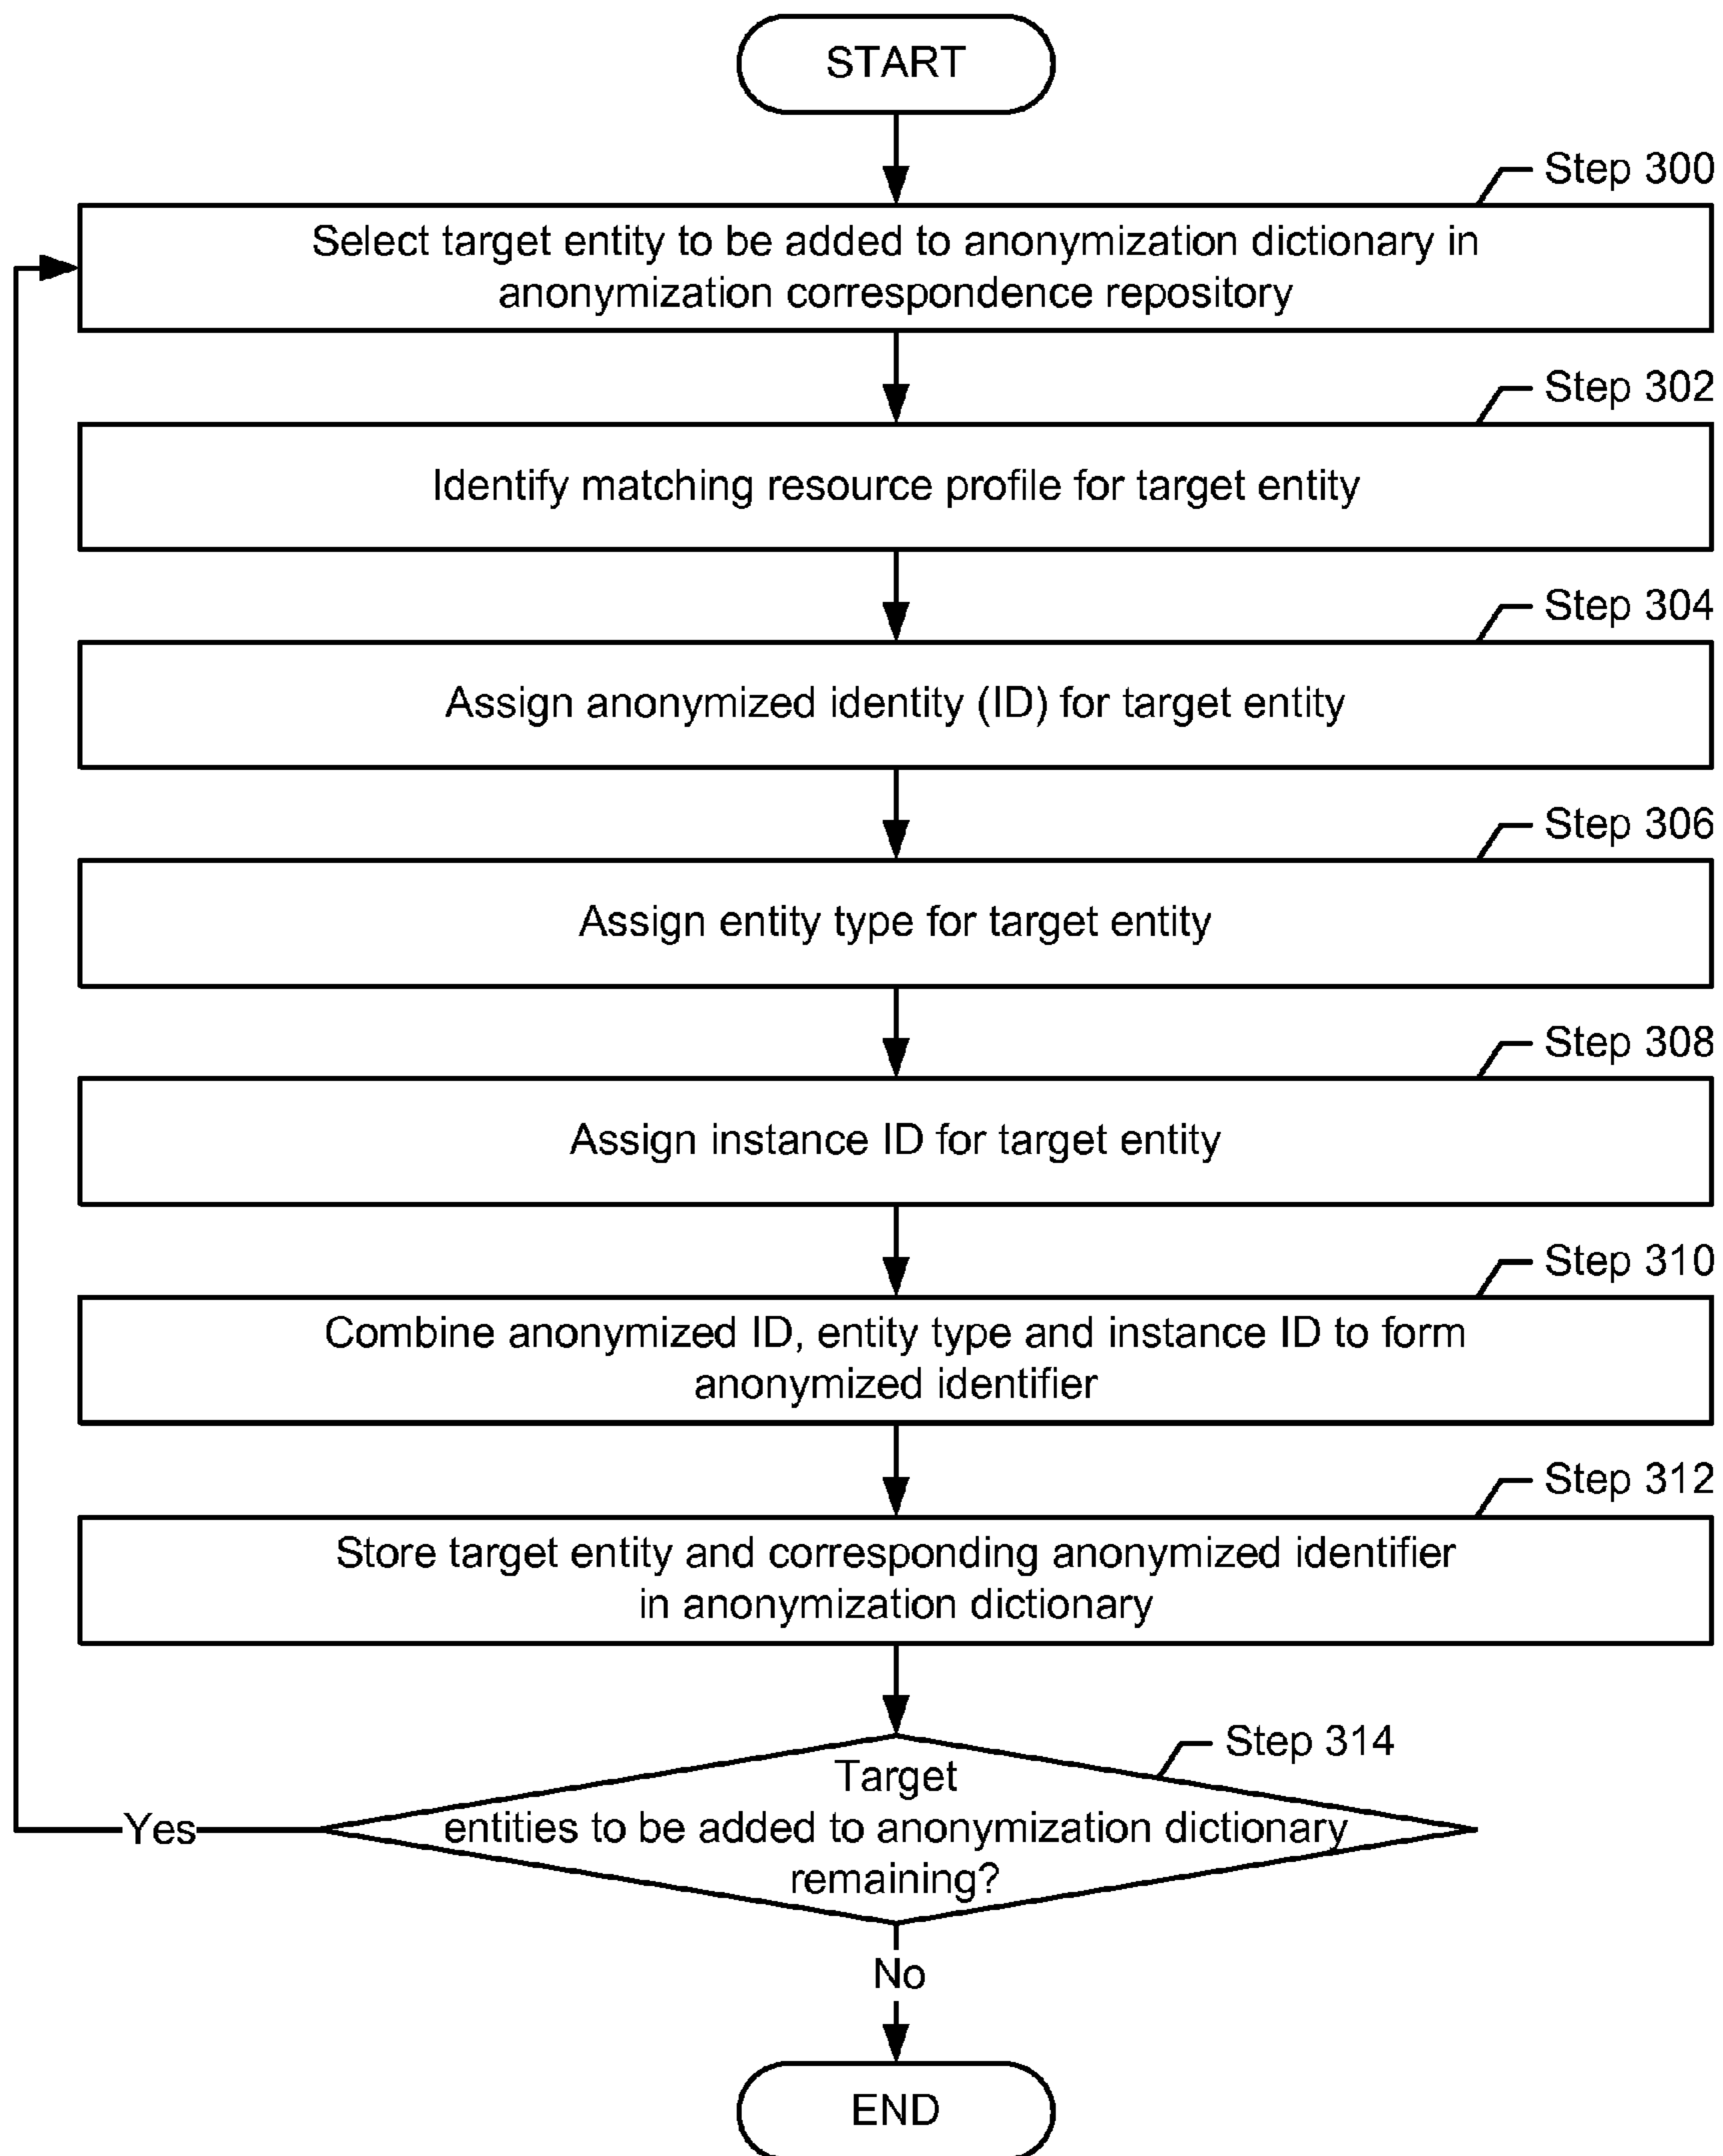 START
Step 300
Select target entity to be added to anonymization dictionary in
anonymization correspondence repository
Step 302
Identify matching resource profile for target entity
Step 304
Assign anonymized identity (ID) for target entity
Step 306
Assign entity type for target entity
Step 308
Assign instance ID for target entity
Step 310
Combine anonymized ID, entity type and instance ID to form
anonymized identifier
Step 312
Store target entity and corresponding anonymized identifier
in anonymization dictionary
Step 314
Target
entities to be added to anonymization dictionary
remaining?
Yes
No
END